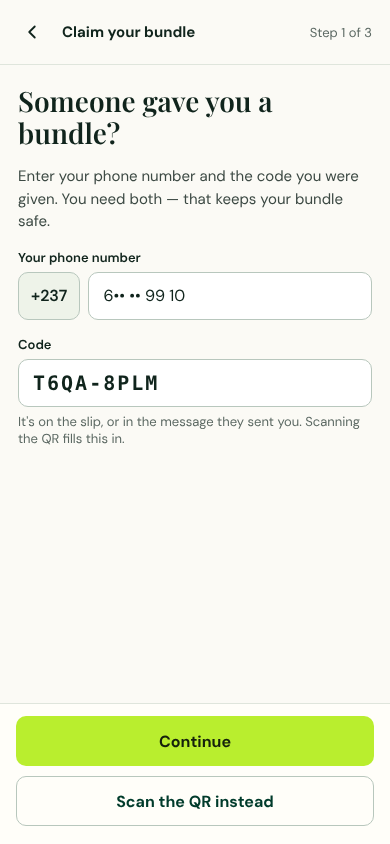 Claim your bundle
Step 1 of 3
Someone gave you a
bundle?
Enter your phone number and the code you were
given. You need both — that keeps your bundle
safe.
Your phone number
+237
6•• •• 99 10
Code
T6QA-8PLM
It's on the slip, or in the message they sent you. Scanning
the QR fills this in.
Continue
Scan the QR instead